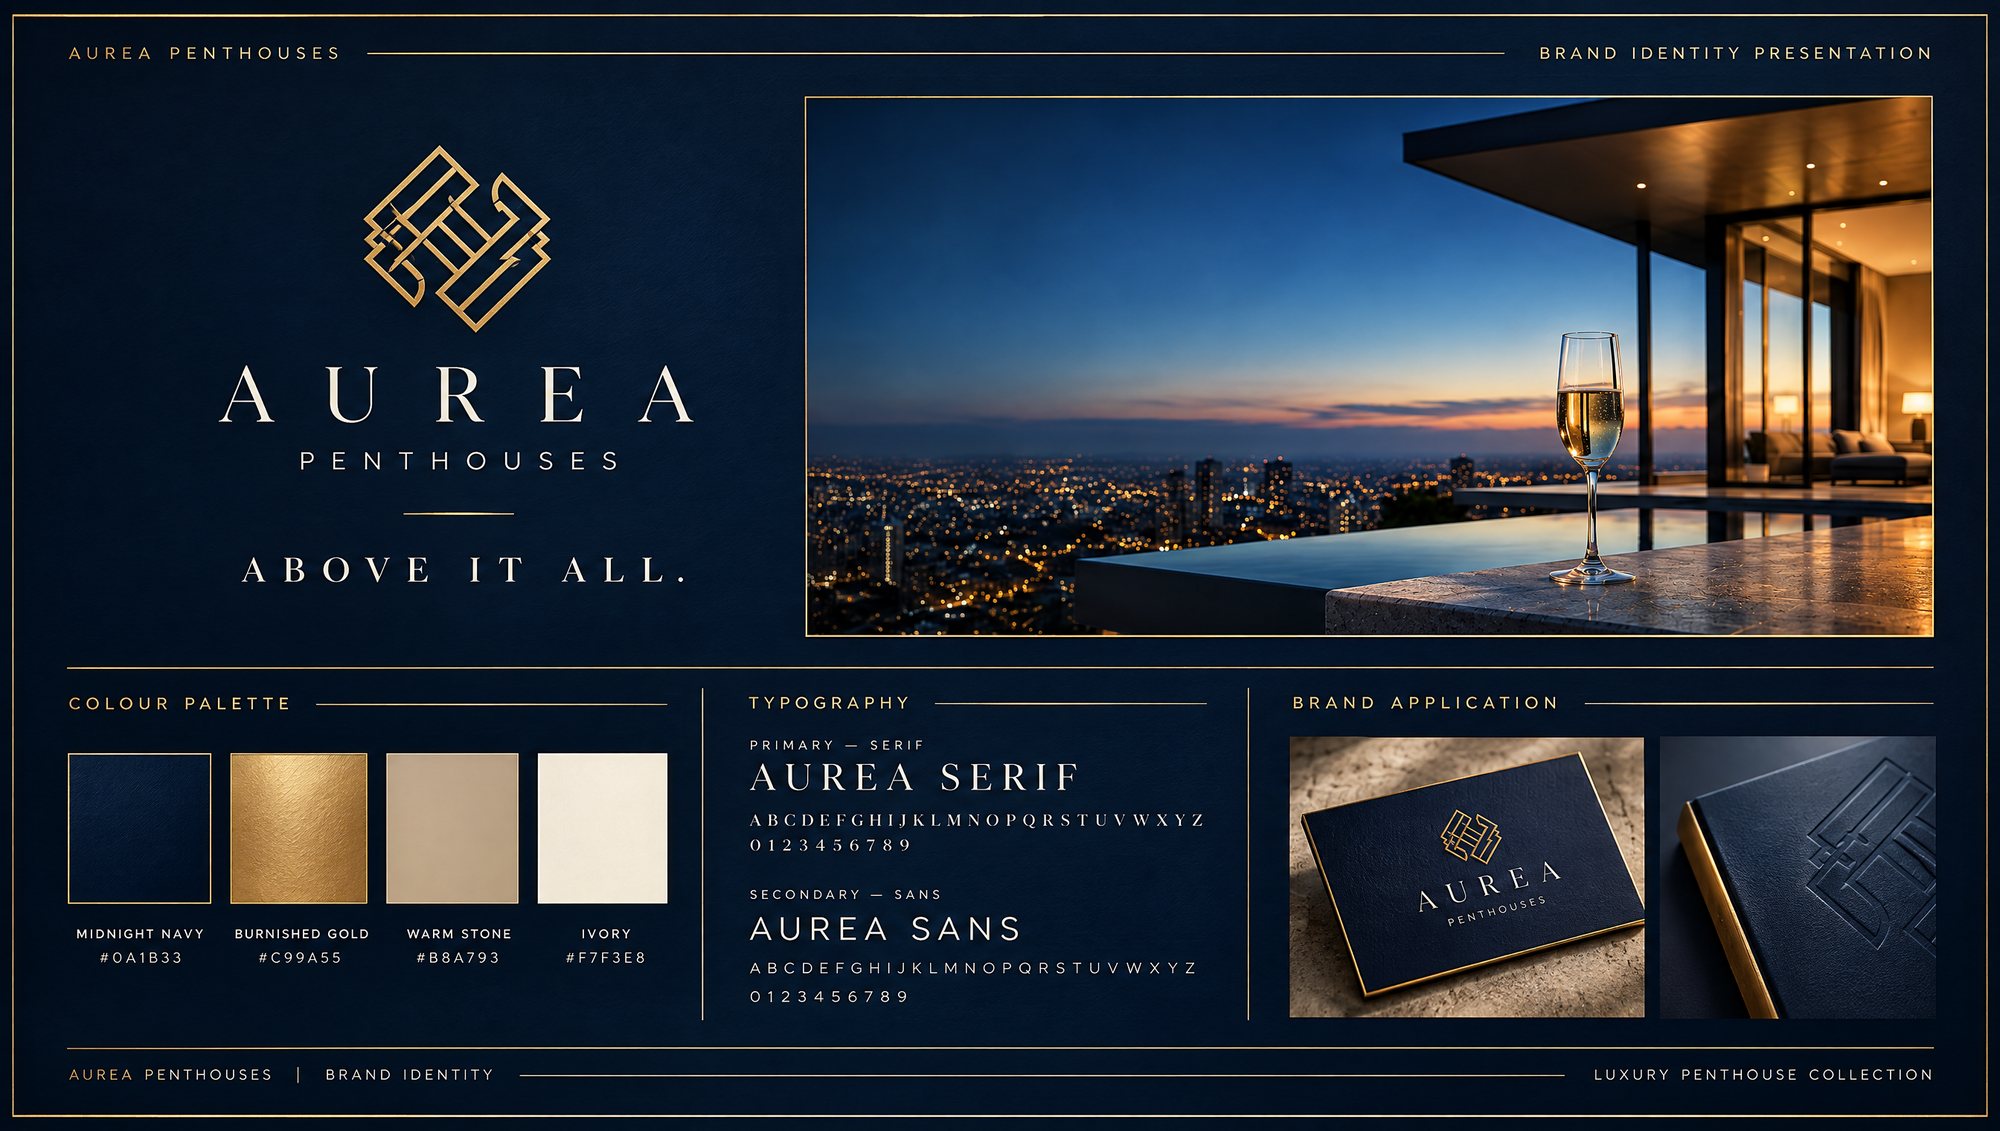 AUREA PENTHOUSES
BRAND IDENTITY PRESENTATION
AUREA
PENTHOUSES
ABOVE IT ALL.
COLOUR PALETTE
MIDNIGHT NAVY
#0A1B33
BURNISHED GOLD
#C99A55
WARM STONE
#B8A793
IVORY
#F7F3E8
TYPOGRAPHY
PRIMARY — SERIF
AUREA SERIF
ABCDEFGHIJKLMNOPQRSTUVWXYZ
0123456789
SECONDARY — SANS
AUREA SANS
ABCDEFGHIJKLMNOPQRSTUVWXYZ
0123456789
BRAND APPLICATION
AUREA
PENTHOUSES
AUREA PENTHOUSES | BRAND IDENTITY
LUXURY PENTHOUSE COLLECTION